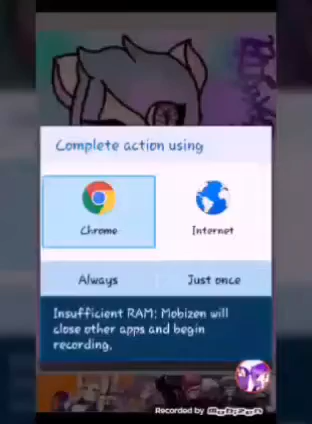 Complete action using
Chrome
Internet
Always
Just once
Insufficient RAM: Mobizen will
close other apps and begin
recording.
Recorded by Mobizen